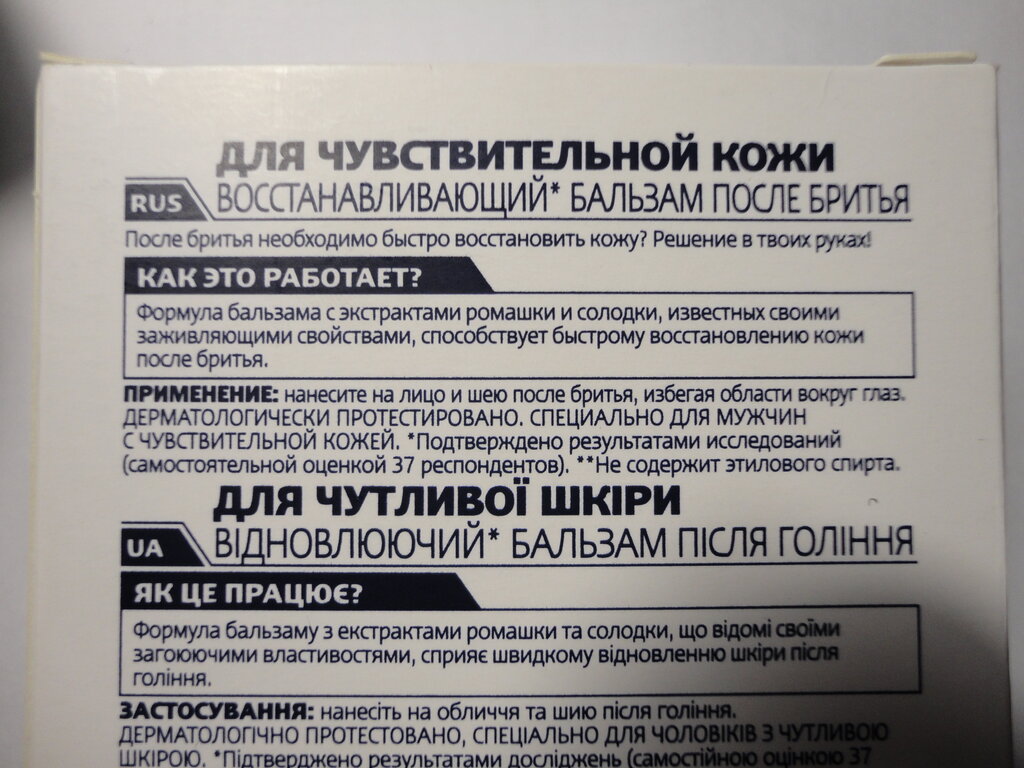 ДЛЯ ЧУВСТВИТЕЛЬНОЙ КОЖИ
RUS ВОССТАНАВЛИВАЮЩИЙ* БАЛЬЗАМ ПОСЛЕ БРИТЬЯ
После бритья необходимо быстро восстановить кожу? Решение в твоих руках!
КАК ЭТО РАБОТАЕТ?
Формула бальзама с экстрактами ромашки и солодки, известных своими
заживляющими свойствами, способствует быстрому восстановлению кожи
после бритья.
ПРИМЕНЕНИЕ: нанесите на лицо и шею после бритья, избегая области вокруг глаз.
ДЕРМАТОЛОГИЧЕСКИ ПРОТЕСТИРОВАНО. СПЕЦИАЛЬНО ДЛЯ МУЖЧИН
С ЧУВСТВИТЕЛЬНОЙ КОЖЕЙ. *Подтверждено результатами исследований
(самостоятельной оценкой 37 респондентов). **Не содержит этилового спирта.
ДЛЯ ЧУТЛИВОЇ ШКІРИ
UA ВІДНОВЛЮЮЧИЙ* БАЛЬЗАМ ПІСЛЯ ГОЛІННЯ
ЯК ЦЕ ПРАЦЮЄ?
Формула бальзаму з екстрактами ромашки та солодки, що відомі своїми
загоюючими властивостями, сприяє швидкому відновленню шкіри після
гоління.
ЗАСТОСУВАННЯ: нанесіть на обличчя та шию після гоління.
ДЕРМАТОЛОГІЧНО ПРОТЕСТОВАНО, СПЕЦІАЛЬНО ДЛЯ ЧОЛОВІКІВ З ЧУТЛИВОЮ
ШКІРОЮ. *Підтверджено результатами досліджень (самостійною оцінкою 37